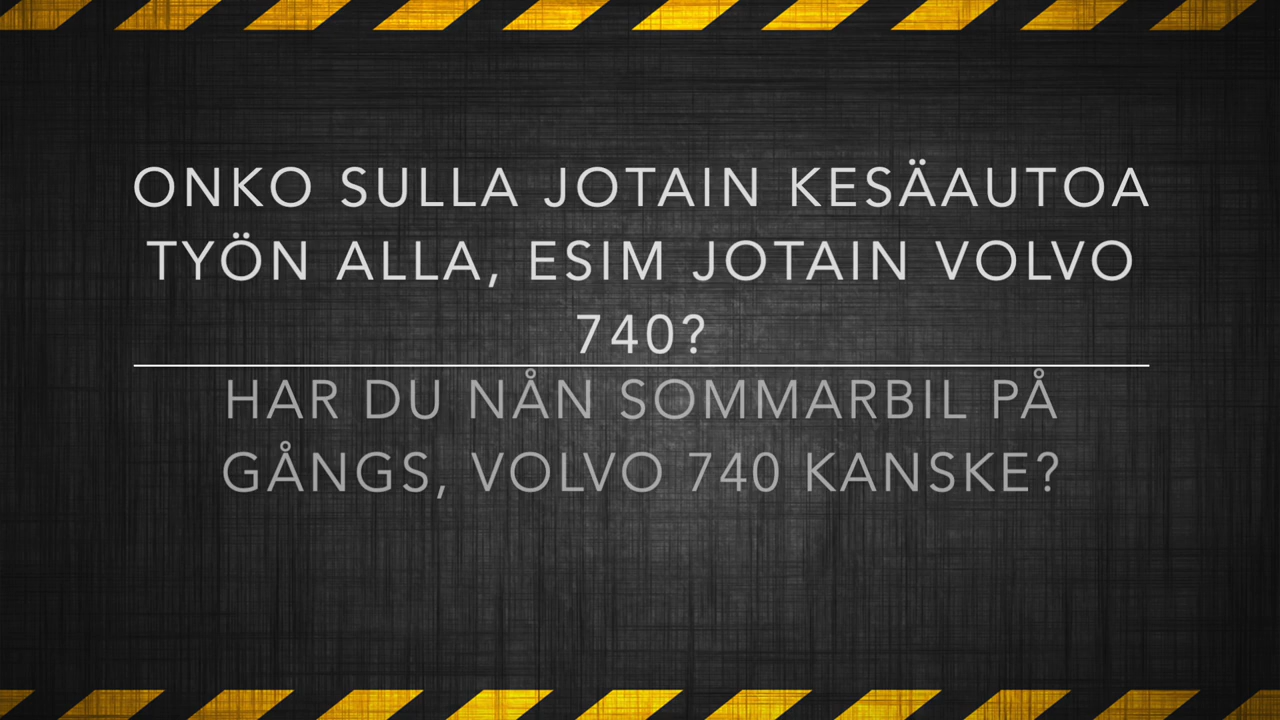 ONKO SULLA JOTAIN KESÄAUTOA
TYÖN ALLA, ESIM JOTAIN VOLVO
740?
HAR DU NÅN SOMMARBIL PÅ
GÅNGS, VOLVO 740 KANSKE?